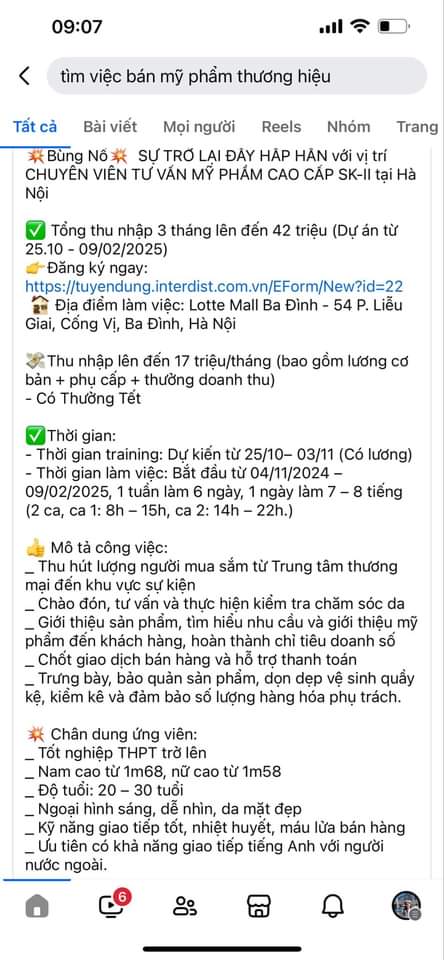 09:07
tìm việc bán mỹ phẩm thương hiệu
Tất cả Bài viết Mọi người Reels Nhóm Trang
💥Bùng Nổ💥 SỰ TRỞ LẠI ĐẦY HẤP HẪN với vị trí
CHUYÊN VIÊN TƯ VẤN MỸ PHẨM CAO CẤP SK-II tại Hà
Nội
✅ Tổng thu nhập 3 tháng lên đến 42 triệu (Dự án từ
25.10 - 09/02/2025)
👉Đăng ký ngay:
https://tuyendung.interdist.com.vn/EForm/New?id=22
🏠 Địa điểm làm việc: Lotte Mall Ba Đình - 54 P. Liễu
Giai, Cống Vị, Ba Đình, Hà Nội
💸Thu nhập lên đến 17 triệu/tháng (bao gồm lương cơ
bản + phụ cấp + thưởng doanh thu)
- Có Thưởng Tết
✅Thời gian:
- Thời gian training: Dự kiến từ 25/10– 03/11 (Có lương)
- Thời gian làm việc: Bắt đầu từ 04/11/2024 –
09/02/2025, 1 tuần làm 6 ngày, 1 ngày làm 7 – 8 tiếng
(2 ca, ca 1: 8h – 15h, ca 2: 14h – 22h.)
👍 Mô tả công việc:
_ Thu hút lượng người mua sắm từ Trung tâm thương
mại đến khu vực sự kiện
_ Chào đón, tư vấn và thực hiện kiểm tra chăm sóc da
_ Giới thiệu sản phẩm, tìm hiểu nhu cầu và giới thiệu mỹ
phẩm đến khách hàng, hoàn thành chỉ tiêu doanh số
_ Chốt giao dịch bán hàng và hỗ trợ thanh toán
_ Trưng bày, bảo quản sản phẩm, dọn dẹp vệ sinh quầy
kệ, kiểm kê và đảm bảo số lượng hàng hóa phụ trách.
💥 Chân dung ứng viên:
_ Tốt nghiệp THPT trở lên
_ Nam cao từ 1m68, nữ cao từ 1m58
_ Độ tuổi: 20 – 30 tuổi
_ Ngoại hình sáng, dễ nhìn, da mặt đẹp
_ Kỹ năng giao tiếp tốt, nhiệt huyết, máu lửa bán hàng
_ Ưu tiên có khả năng giao tiếp tiếng Anh với người
nước ngoài.
6